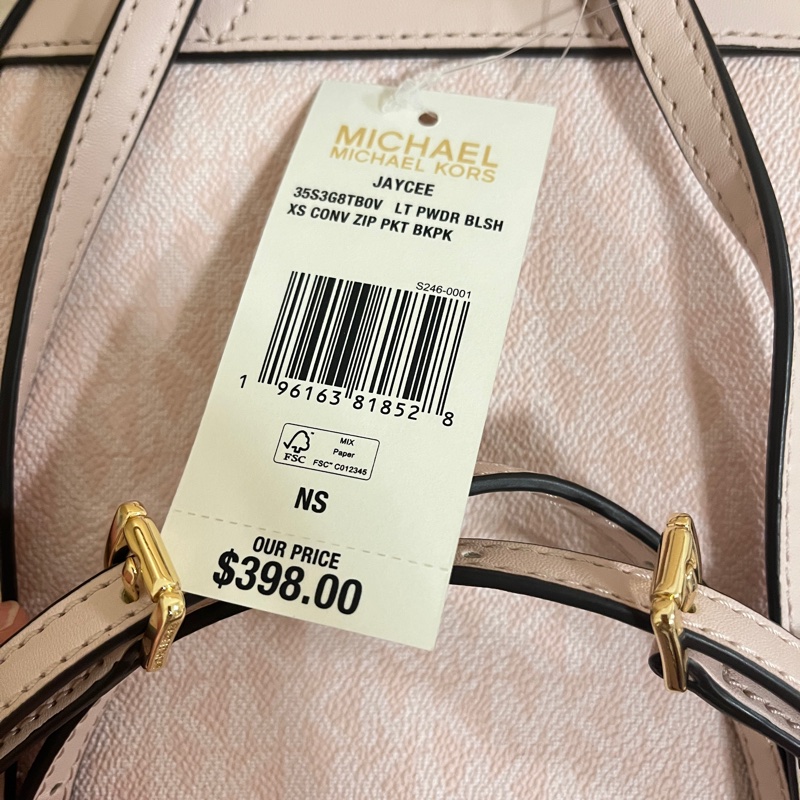 MICHAEL
MICHAEL KORS
JAYCEE
35S3G8TB0V LT PWDR BLSH
XS CONV ZIP PKT BKPK
S246-0001
1 96163 81852 8
FSC™
MIX
Paper
FSC™ C012345
NS
OUR PRICE
$398.00